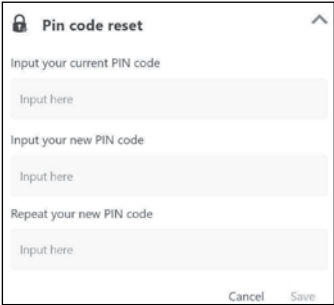 Pin code reset
Input your current PIN code
Input here
Input your new PIN code
Input here
Repeat your new PIN code
Input here
Cancel Save